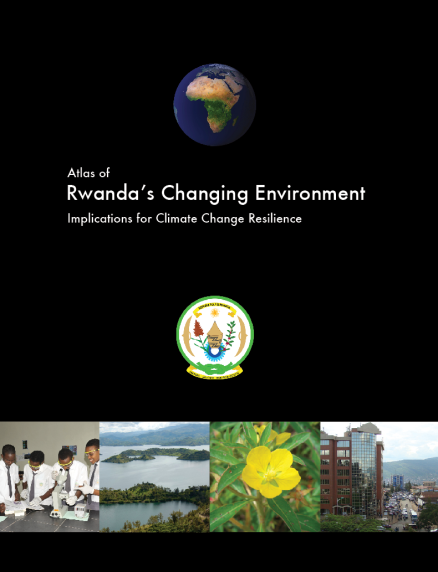 Atlas of
Rwanda's Changing Environment
Implications for Climate Change Resilience